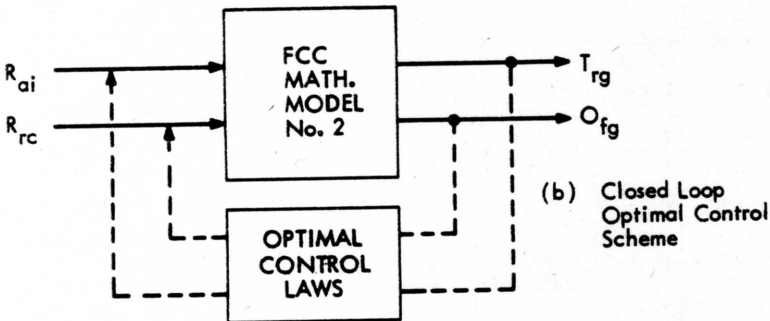 R_ai
R_rc
FCC
MATH.
MODEL
No. 2
T_rg
O_fg
(b) Closed Loop
Optimal Control
Scheme
OPTIMAL
CONTROL
LAWS